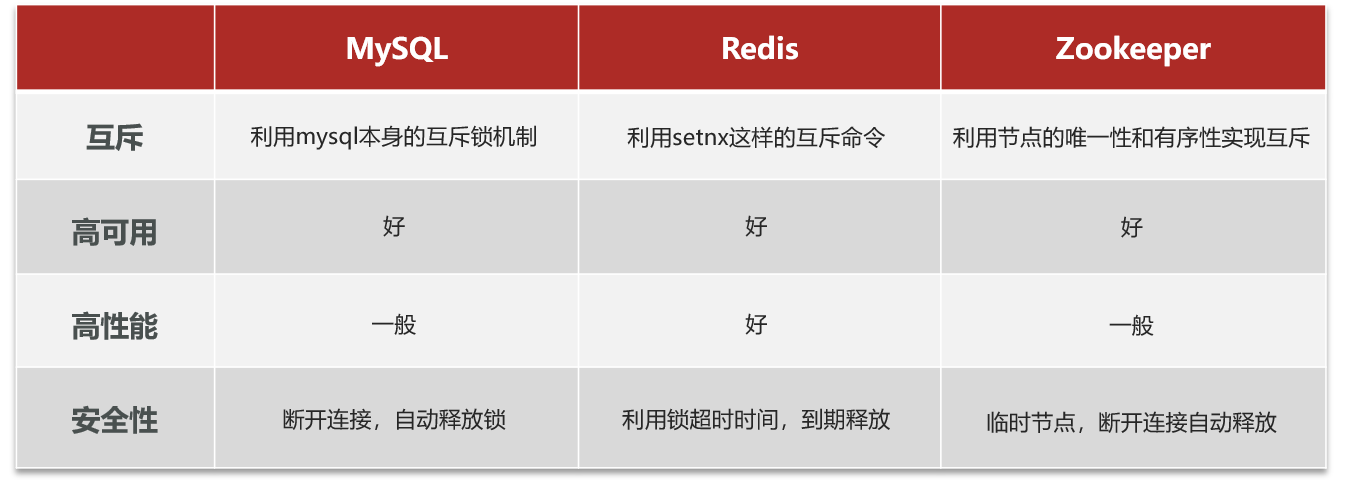 MySQL Redis Zookeeper
互斥 利用mysql本身的互斥锁机制 利用setnx这样的互斥命令 利用节点的唯一性和有序性实现互斥
高可用 好 好 好
高性能 一般 好 一般
安全性 断开连接，自动释放锁 利用锁超时时间，到期释放 临时节点，断开连接自动释放